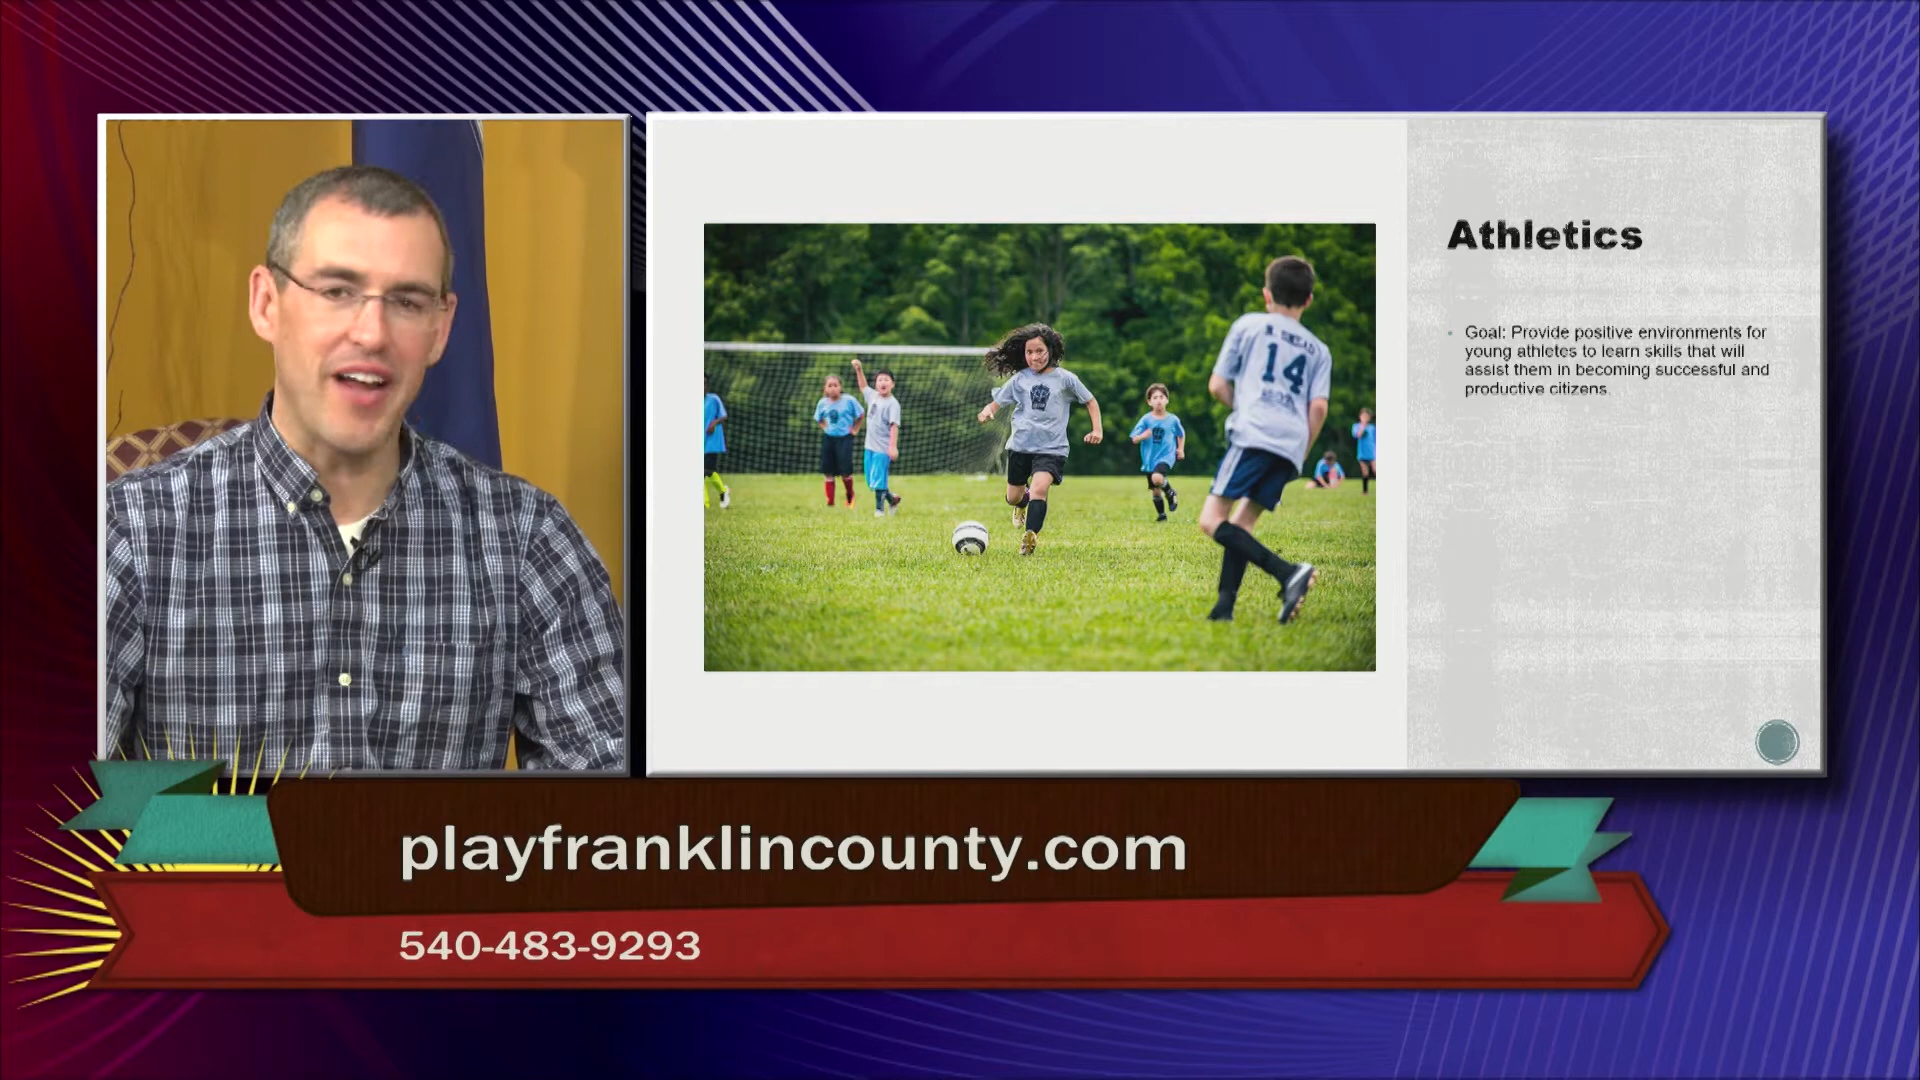 Athletics
Goal: Provide positive environments for
young athletes to learn skills that will
assist them in becoming successful and
productive citizens.
14
playfranklincounty.com
540-483-9293